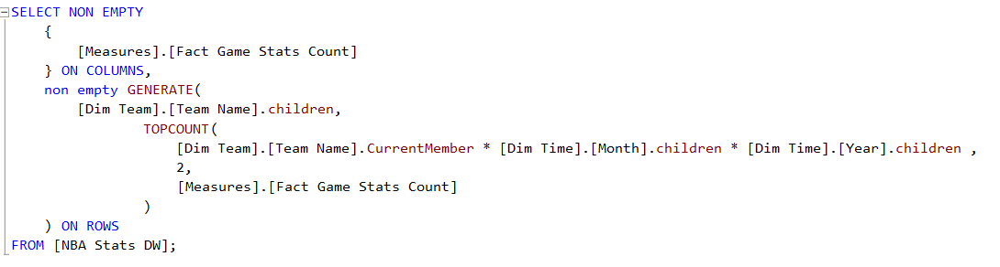 SELECT NON EMPTY
{
[Measures].[Fact Game Stats Count]
} ON COLUMNS,
non empty GENERATE(
[Dim Team].[Team Name].children,
TOPCOUNT(
[Dim Team].[Team Name].CurrentMember * [Dim Time].[Month].children * [Dim Time].[Year].children ,
2,
[Measures].[Fact Game Stats Count]
)
) ON ROWS
FROM [NBA Stats DW];